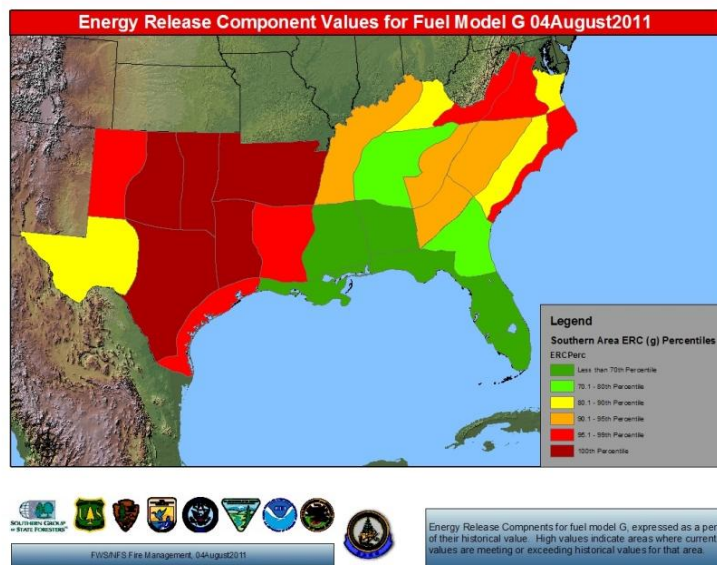 Energy Release Component Values for Fuel Model G 04August2011
Legend
Southern Area ERC (g) Percentiles
ERCPerc
Less than 70th Percentile
70.1 - 80th Percentile
80.1 - 90th Percentile
90.1 - 95th Percentile
95.1 - 99th Percentile
100th Percentile
SOUTHERN GROUP
OF STATE FORESTERS
FWS/NFS Fire Management, 04August2011
Energy Release Compnents for fuel model G, expressed as a per
of their historical value. High values indicate areas where current
values are meeting or exceeding historical values for that area.